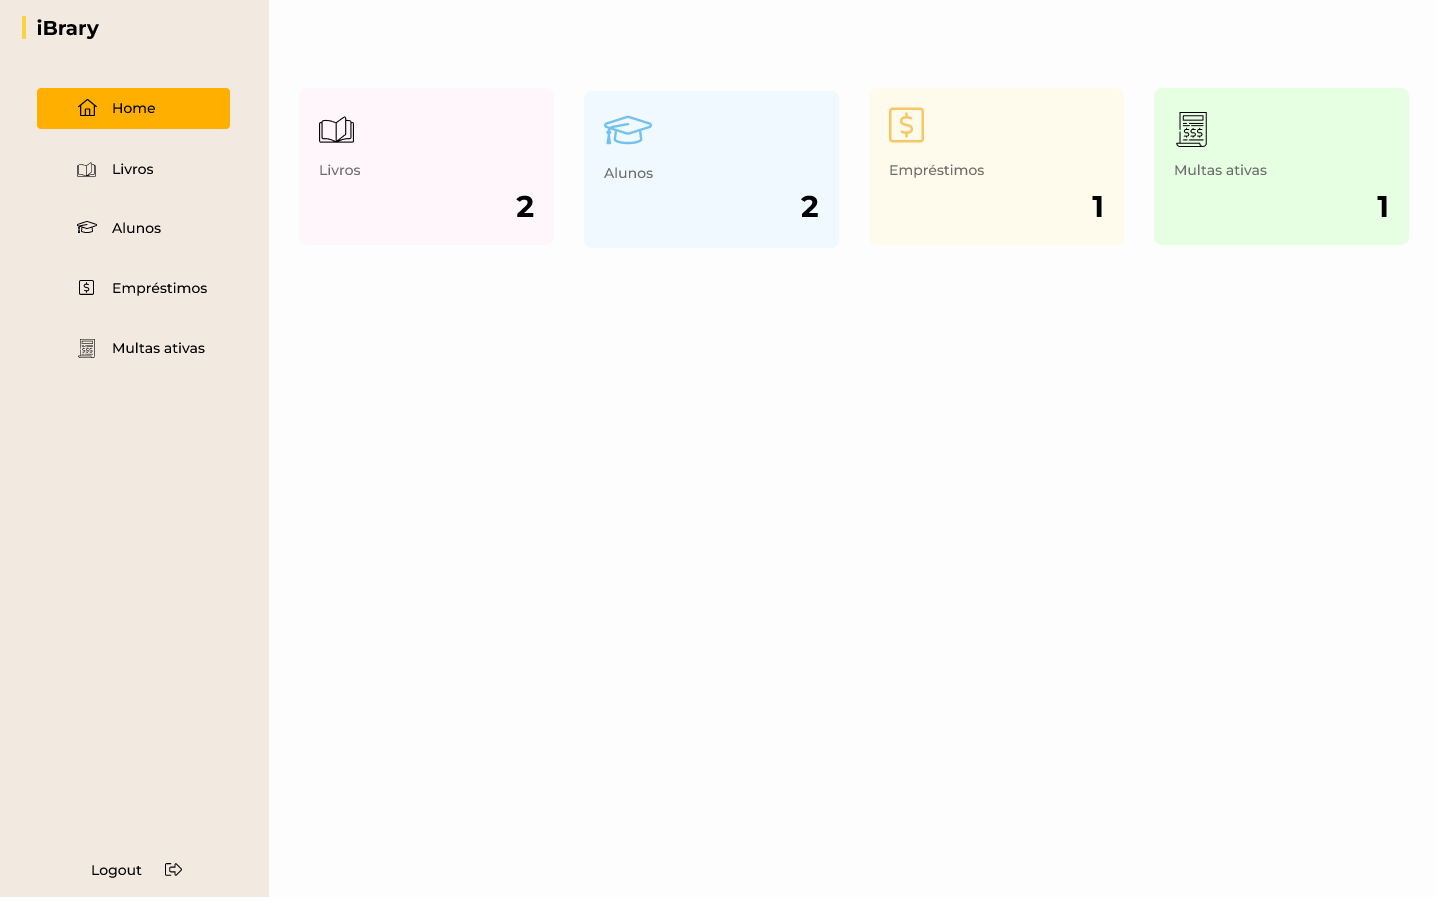 iBrary
Home
Livros
Alunos
Empréstimos
Multas ativas
Logout
Livros
2
Alunos
2
Empréstimos
1
Multas ativas
1